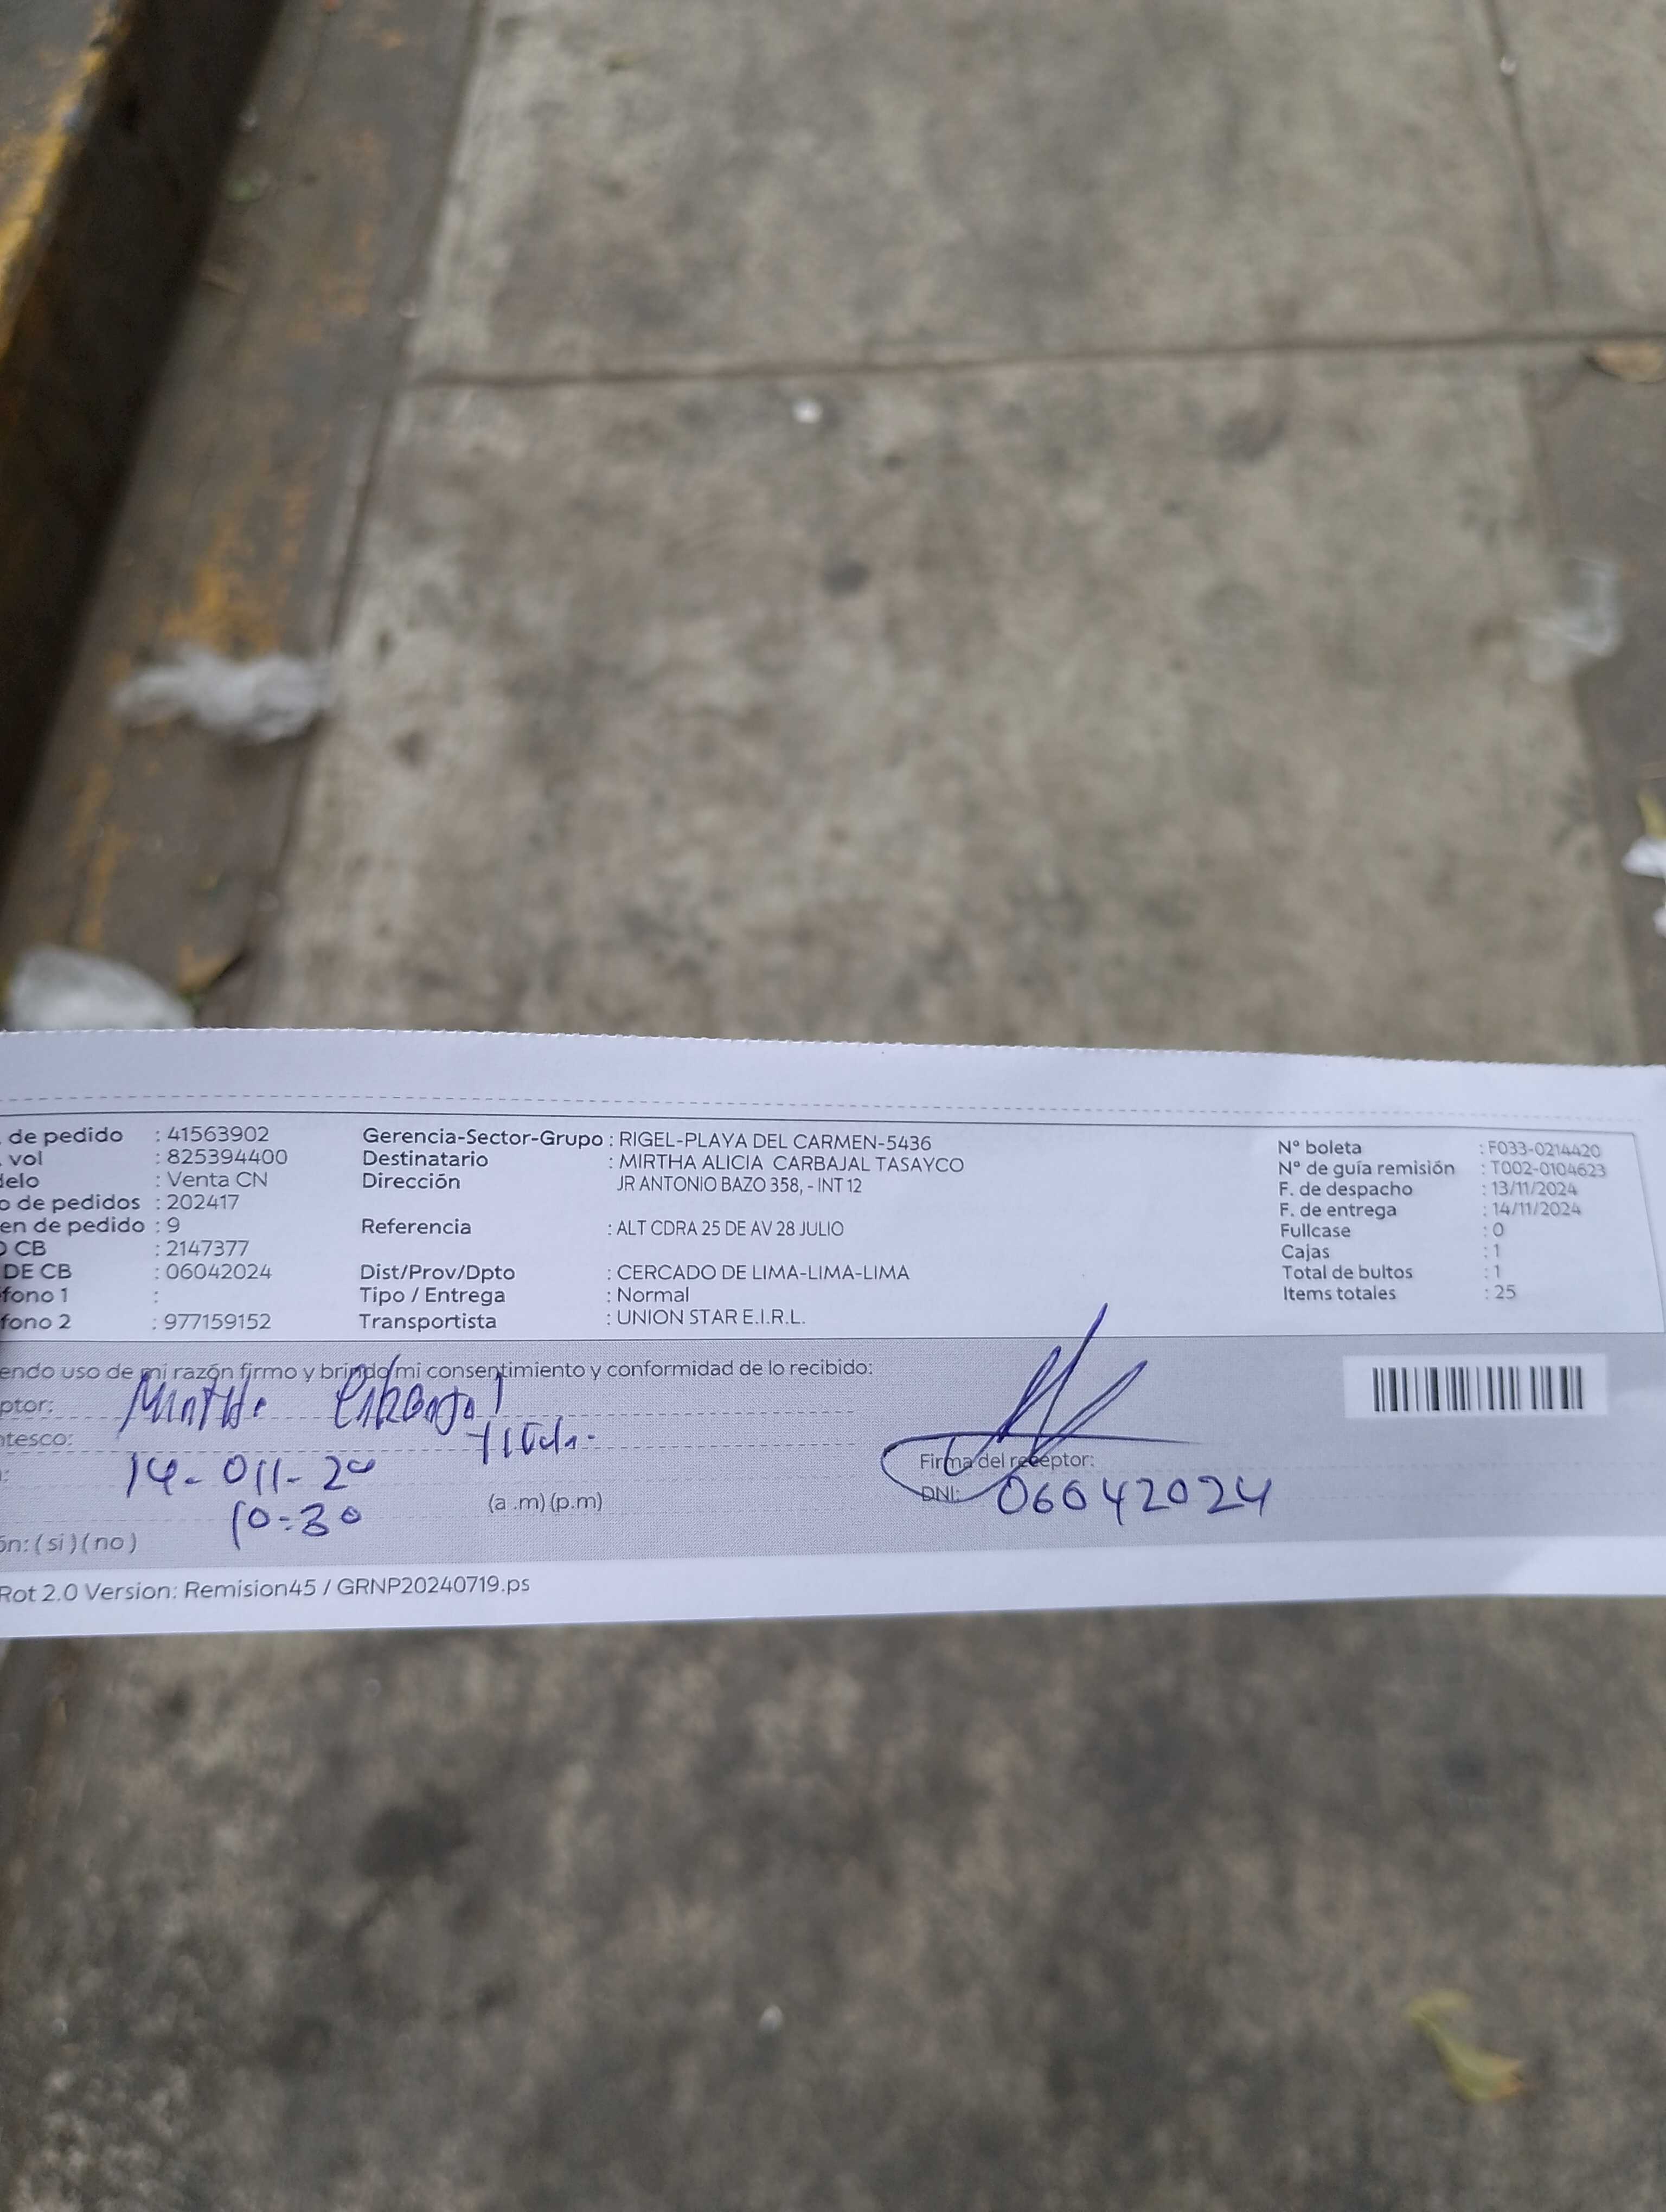 de pedido : 41563902
vol : 825394400
delo : Venta CN
o de pedidos : 202417
en de pedido : 9
O CB : 2147377
DE CB : 06042024
fono 1 :
fono 2 : 977159152
Gerencia-Sector-Grupo : RIGEL-PLAYA DEL CARMEN-5436
Destinatario : MIRTHA ALICIA CARBAJAL TASAYCO
Dirección JR ANTONIO BAZO 358, - INT 12
Referencia : ALT CDRA 25 DE AV 28 JULIO
Dist/Prov/Dpto : CERCADO DE LIMA-LIMA-LIMA
Tipo / Entrega : Normal
Transportista : UNION STAR E.I.R.L.
Nº boleta : F033-0214420
Nº de guía remisión : T002-0104623
F. de despacho : 13/11/2024
F. de entrega : 14/11/2024
Fullcase : 0
Cajas : 1
Total de bultos : 1
Items totales : 25
endo uso de mi razón firmo y brindo mi consentimiento y conformidad de lo recibido:
ptor: Mirtha Carbajal
ntesco:
: 14-011-20
10:30 (a .m) (p.m)
ón: ( si ) ( no )
Firma del receptor:
DNI: 06042024
Rot 2.0 Version: Remision45 / GRNP20240719.ps